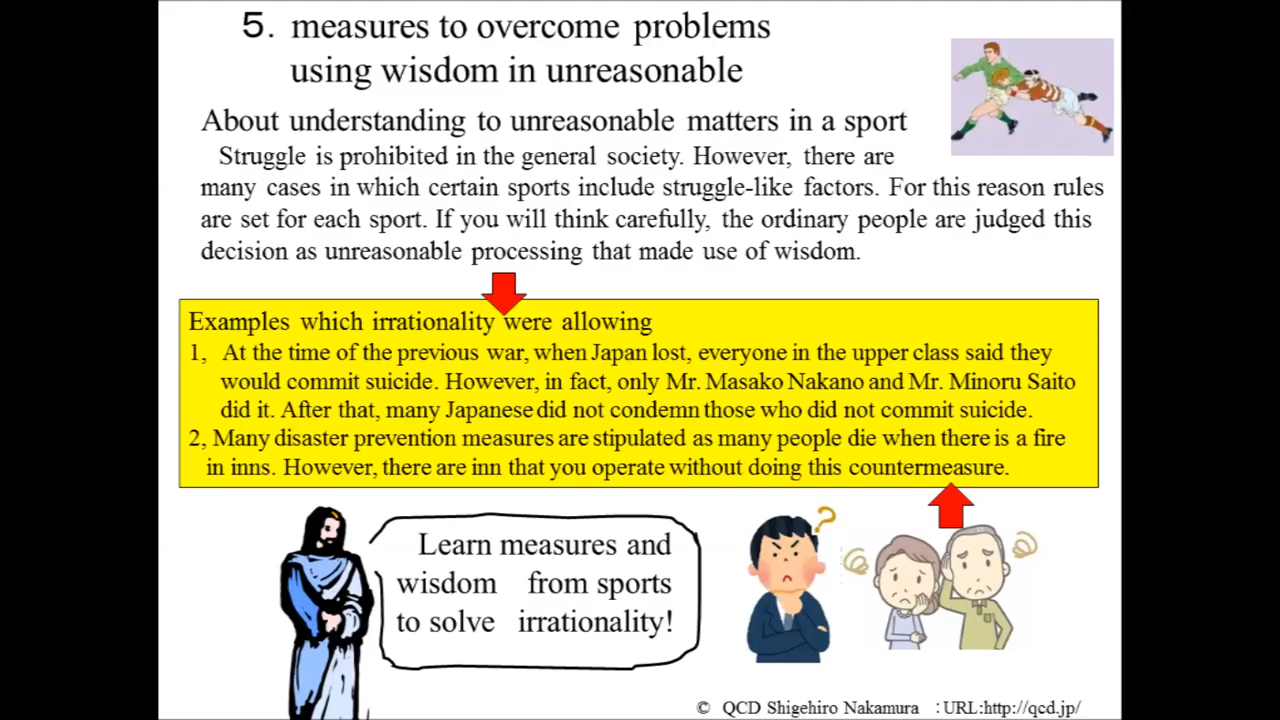 5. measures to overcome problems
using wisdom in unreasonable
About understanding to unreasonable matters in a sport
Struggle is prohibited in the general society. However, there are
many cases in which certain sports include struggle-like factors. For this reason rules
are set for each sport. If you will think carefully, the ordinary people are judged this
decision as unreasonable processing that made use of wisdom.
Examples which irrationality were allowing
1, At the time of the previous war, when Japan lost, everyone in the upper class said they
would commit suicide. However, in fact, only Mr. Masako Nakano and Mr. Minoru Saito
did it. After that, many Japanese did not condemn those who did not commit suicide.
2, Many disaster prevention measures are stipulated as many people die when there is a fire
in inns. However, there are inn that you operate without doing this countermeasure.
Learn measures and
wisdom from sports
to solve irrationality!
?
© QCD Shigehiro Nakamura :URL:http://qcd.jp/